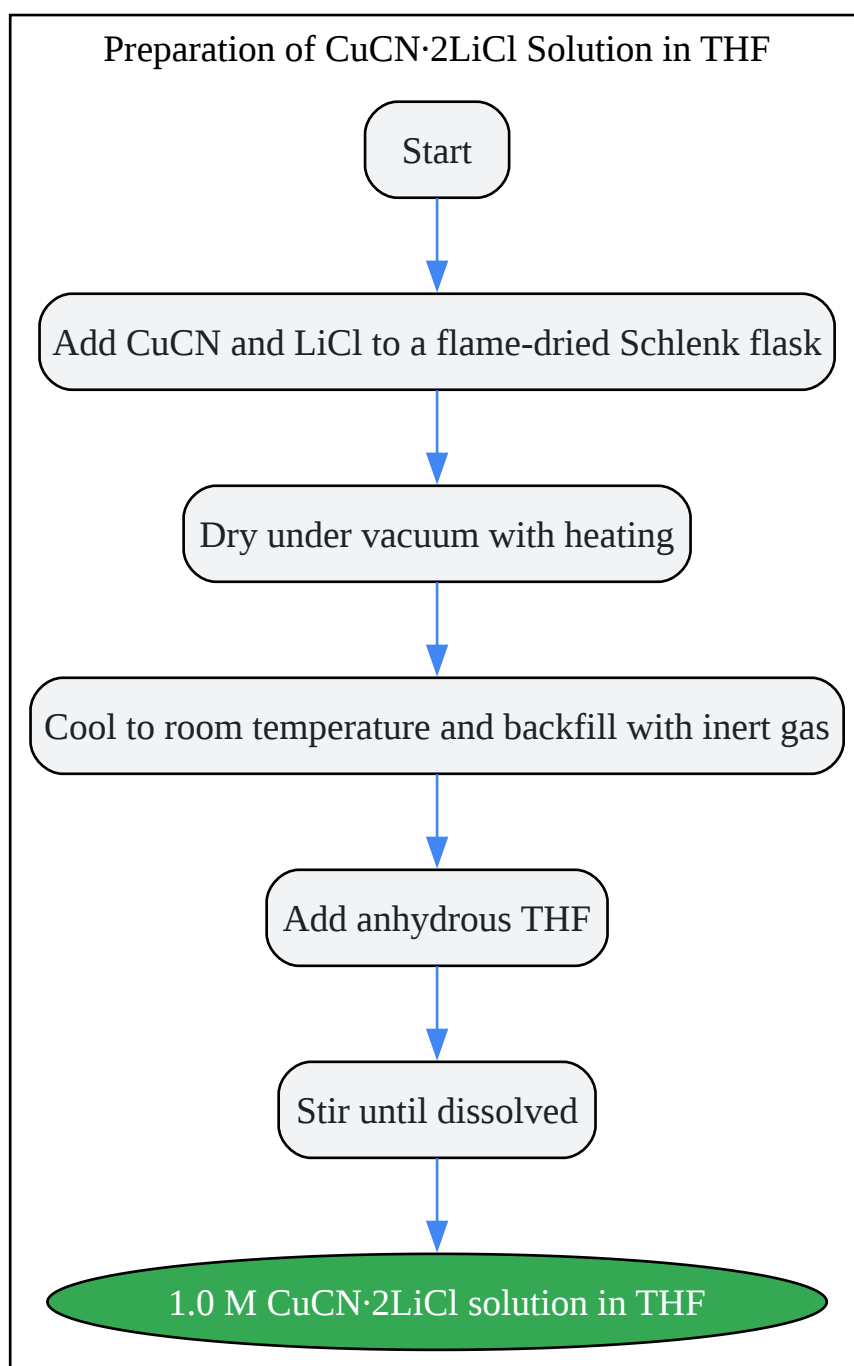 Preparation of CuCN·2LiCl Solution in THF
Start
Add CuCN and LiCl to a flame-dried Schlenk flask
Dry under vacuum with heating
Cool to room temperature and backfill with inert gas
Add anhydrous THF
Stir until dissolved
1.0 M CuCN·2LiCl solution in THF